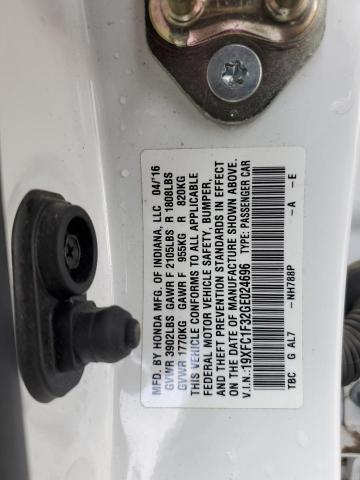 MFD. BY HONDA MFG. OF INDIANA, LLC 04/'16
GVWR 3902LBS GAWR F 2105LBS R 1808LBS
GVWR 1770KG GAWR F 955KG R 820KG
THIS VEHICLE CONFORMS TO ALL APPLICABLE
FEDERAL MOTOR VEHICLE SAFETY, BUMPER,
THEFT PREVENTION STANDARDS IN EFFECT
ON THE DATE OF MANUFACTURE SHOWN ABOVE.
V.I.N.:19XFC1F32GE024696 TYPE: PASSENGER CAR
TBC G AL7 -NH788P -A -E